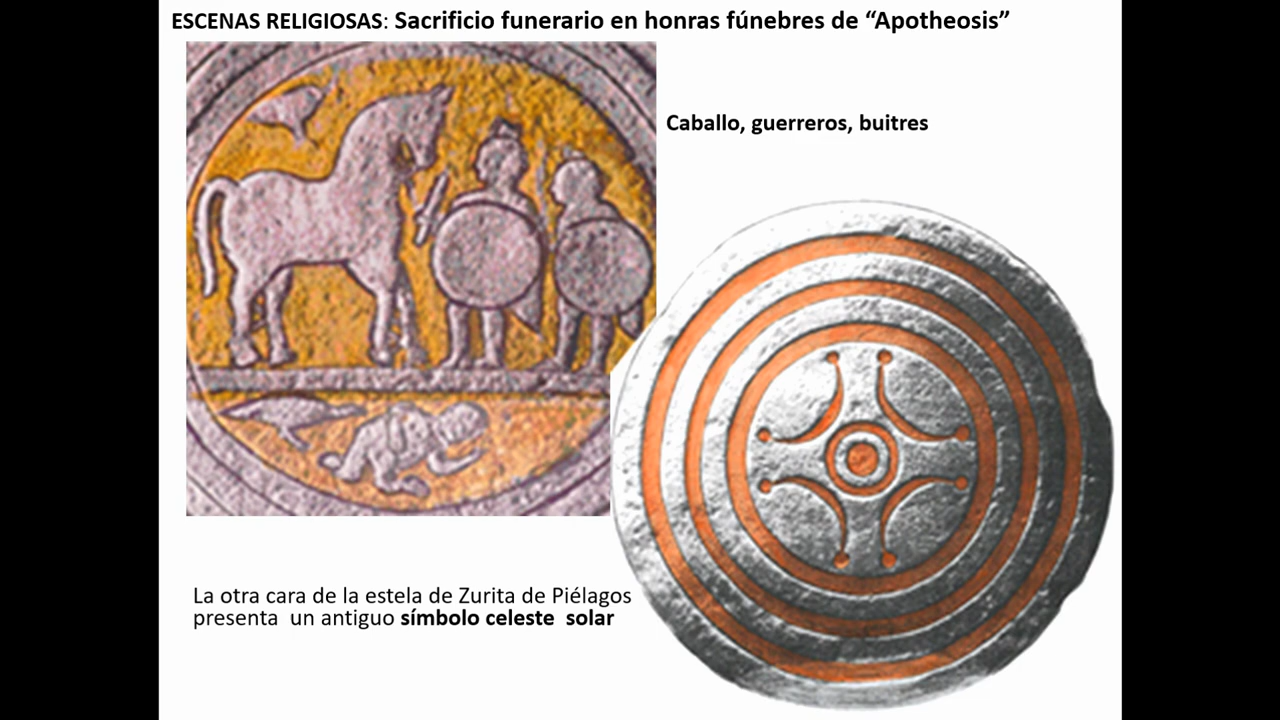 ESCENAS RELIGIOSAS: Sacrificio funerario en honras fúnebres de “Apotheosis”
Caballo, guerreros, buitres
La otra cara de la estela de Zurita de Piélagos
presenta un antiguo símbolo celeste solar